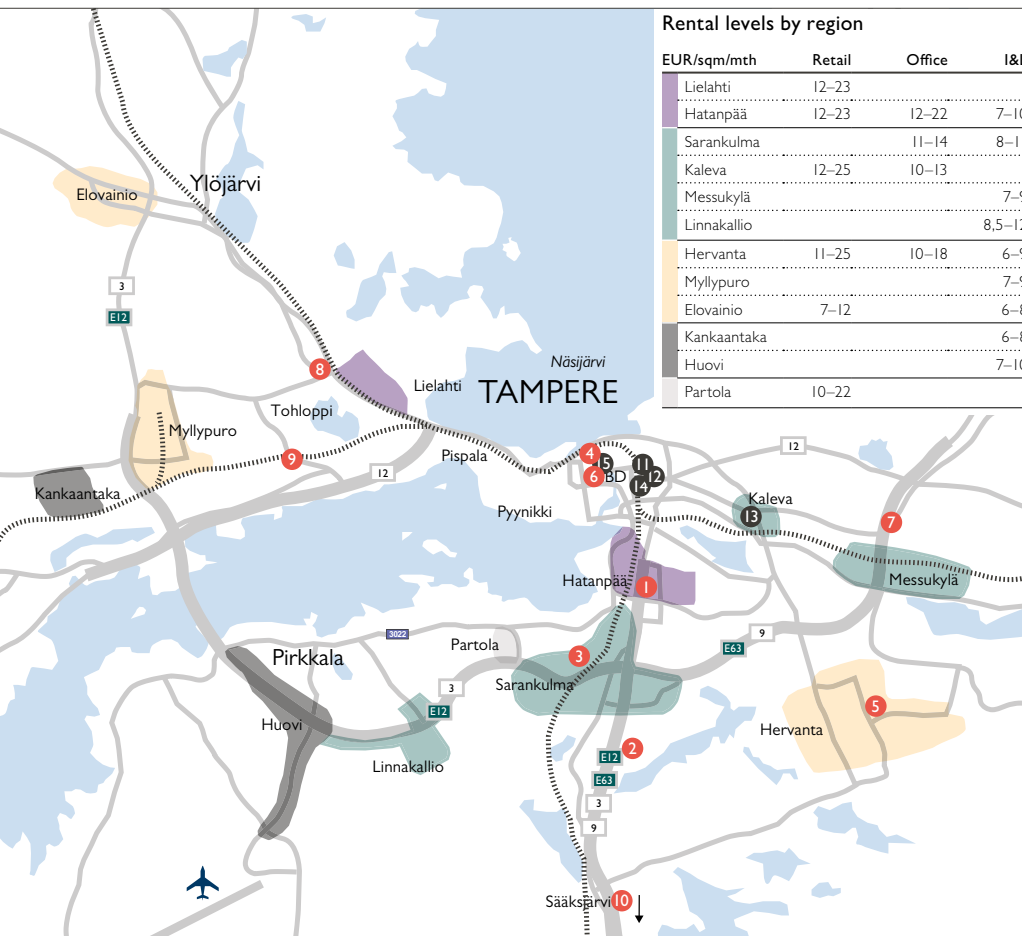 Rental levels by region
EUR/sqm/mth Retail Office
Lielahti 12–23
Hatanpää 12–23 12–22
Sarankulma 11–14
Kaleva 12–25 10–13
Messukylä
Linnakallio
Hervanta 11–25 10–18
Myllypuro
Elovainio 7–12
Kankaantaka
Huovi
Partola 10–22
Ylöjärvi
Elovainio
3
E12
8
Näsijärvi
Lielahti
TAMPERE
Tohloppi
Myllypuro
9
Pispala
12
4
15
11
12
6
BD
14
12
Kankaantaka
Pyynikki
Kaleva
13
7
Hatanpää
1
Messukylä
3022
9
E63
Partola
Pirkkala
3
Sarankulma
3
E12
Huovi
Linnakallio
5
Hervanta
2
E12
E63
3
9
Sääksjärvi
10